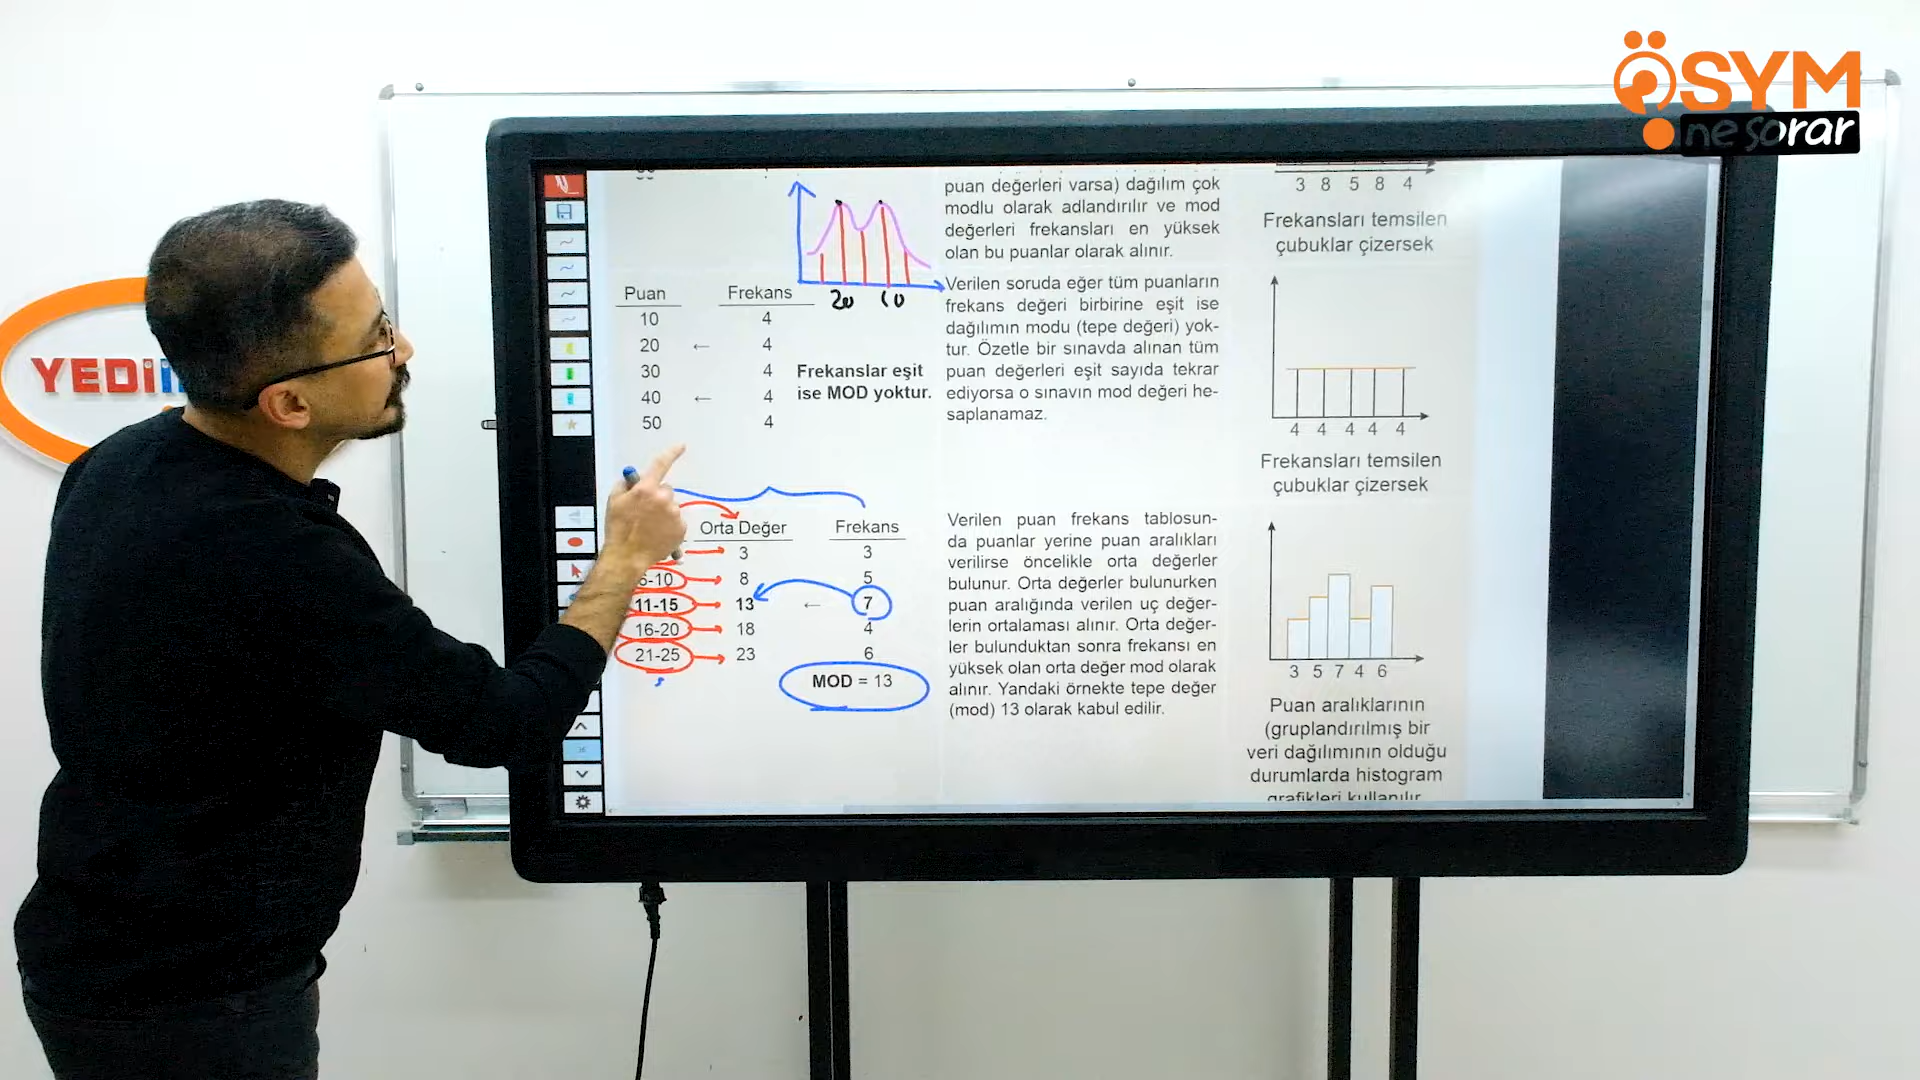 ÖSYM
ne sorar
YEDİ
puan değerleri varsa) dağılım çok
modlu olarak adlandırılır ve mod
değerleri frekansları en yüksek
olan bu puanlar olarak alınır.
3 8 5 8 4
Frekansları temsilen
çubuklar çizersek
20 10
Puan Frekans
10 4
20 ← 4
30 4
40 ← 4
50 4
Frekanslar eşit
ise MOD yoktur.
Verilen soruda eğer tüm puanların
frekans değeri birbirine eşit ise
dağılımın modu (tepe değeri) yok-
tur. Özetle bir sınavda alınan tüm
puan değerleri eşit sayıda tekrar
ediyorsa o sınavın mod değeri he-
saplanamaz.
4 4 4 4 4
Frekansları temsilen
çubuklar çizersek
Orta Değer Frekans
3 3
6-10 8 5
11-15 13 ← 7
16-20 18 4
21-25 23 6
MOD = 13
Verilen puan frekans tablosun-
da puanlar yerine puan aralıkları
verilirse öncelikle orta değerler
bulunur. Orta değerler bulunurken
puan aralığında verilen uç değer-
lerin ortalaması alınır. Orta değer-
ler bulunduktan sonra frekansı en
yüksek olan orta değer mod olarak
alınır. Yandaki örnekte tepe değer
(mod) 13 olarak kabul edilir.
3 5 7 4 6
Puan aralıklarının
(gruplandırılmış bir
veri dağılımının olduğu
durumlarda histogram
grafikleri kullanılır